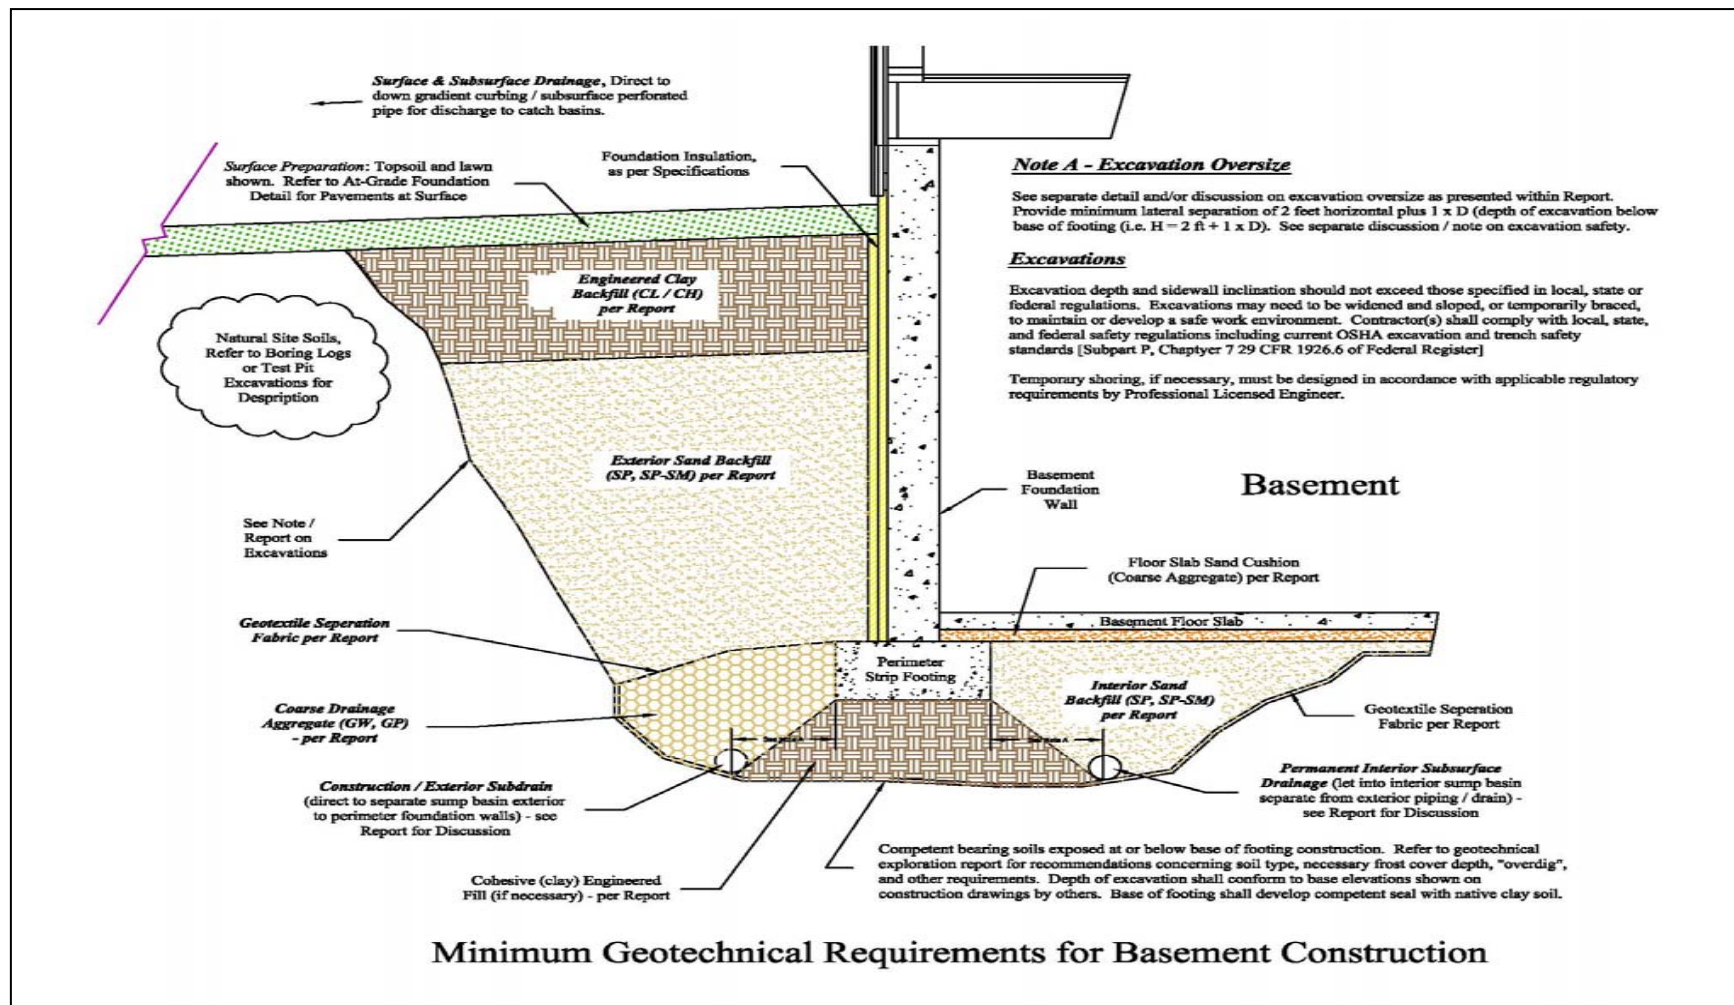 Surface & Subsurface Drainage, Direct to
down gradient curbing / subsurface perforated
pipe for discharge to catch basins.
Surface Preparation: Topsoil and lawn
shown. Refer to At-Grade Foundation
Detail for Pavements at Surface
Foundation Insulation,
as per Specifications
Note A - Excavation Oversize
See separate detail and/or discussion on excavation oversize as presented within Report.
Provide minimum lateral separation of 2 feet horizontal plus 1 x D (depth of excavation below
base of footing (i.e. H = 2 ft + 1 x D). See separate discussion / note on excavation safety.
Excavations
Excavation depth and sidewall inclination should not exceed those specified in local, state or
federal regulations. Excavations may need to be widened and sloped, or temporarily braced,
to maintain or develop a safe work environment. Contractor(s) shall comply with local, state,
and federal safety regulations including current OSHA excavation and trench safety
standards [Subpart P, Chaptyer 7 29 CFR 1926.6 of Federal Register]
Temporary shoring, if necessary, must be designed in accordance with applicable regulatory
requirements by Professional Licensed Engineer.
Engineered Clay
Backfill (CL / CH)
per Report
Natural Site Soils,
Refer to Boring Logs
or Test Pit
Excavations for
Despription
Exterior Sand Backfill
(SP, SP-SM) per Report
Basement
Foundation
Wall
Basement
See Note /
Report on
Excavations
Floor Slab Sand Cushion
(Coarse Aggregate) per Report
Geotextile Seperation
Fabric per Report
Basement Floor Slab
Perimeter
Strip Footing
Interior Sand
Backfill (SP, SP-SM)
per Report
Geotextile Seperation
Fabric per Report
Coarse Drainage
Aggregate (GW, GP)
- per Report
Construction / Exterior Subdrain
(direct to separate sump basin exterior
to perimeter foundation walls) - see
Report for Discussion
Permanent Interior Subsurface
Drainage (let into interior sump basin
separate from exterior piping / drain) -
see Report for Discussion
Cohesive (clay) Engineered
Fill (if necessary) - per Report
Competent bearing soils exposed at or below base of footing construction. Refer to geotechnical
exploration report for recommendations concerning soil type, necessary frost cover depth, "overdig",
and other requirements. Depth of excavation shall conform to base elevations shown on
construction drawings by others. Base of footing shall develop competent seal with native clay soil.
Minimum Geotechnical Requirements for Basement Construction